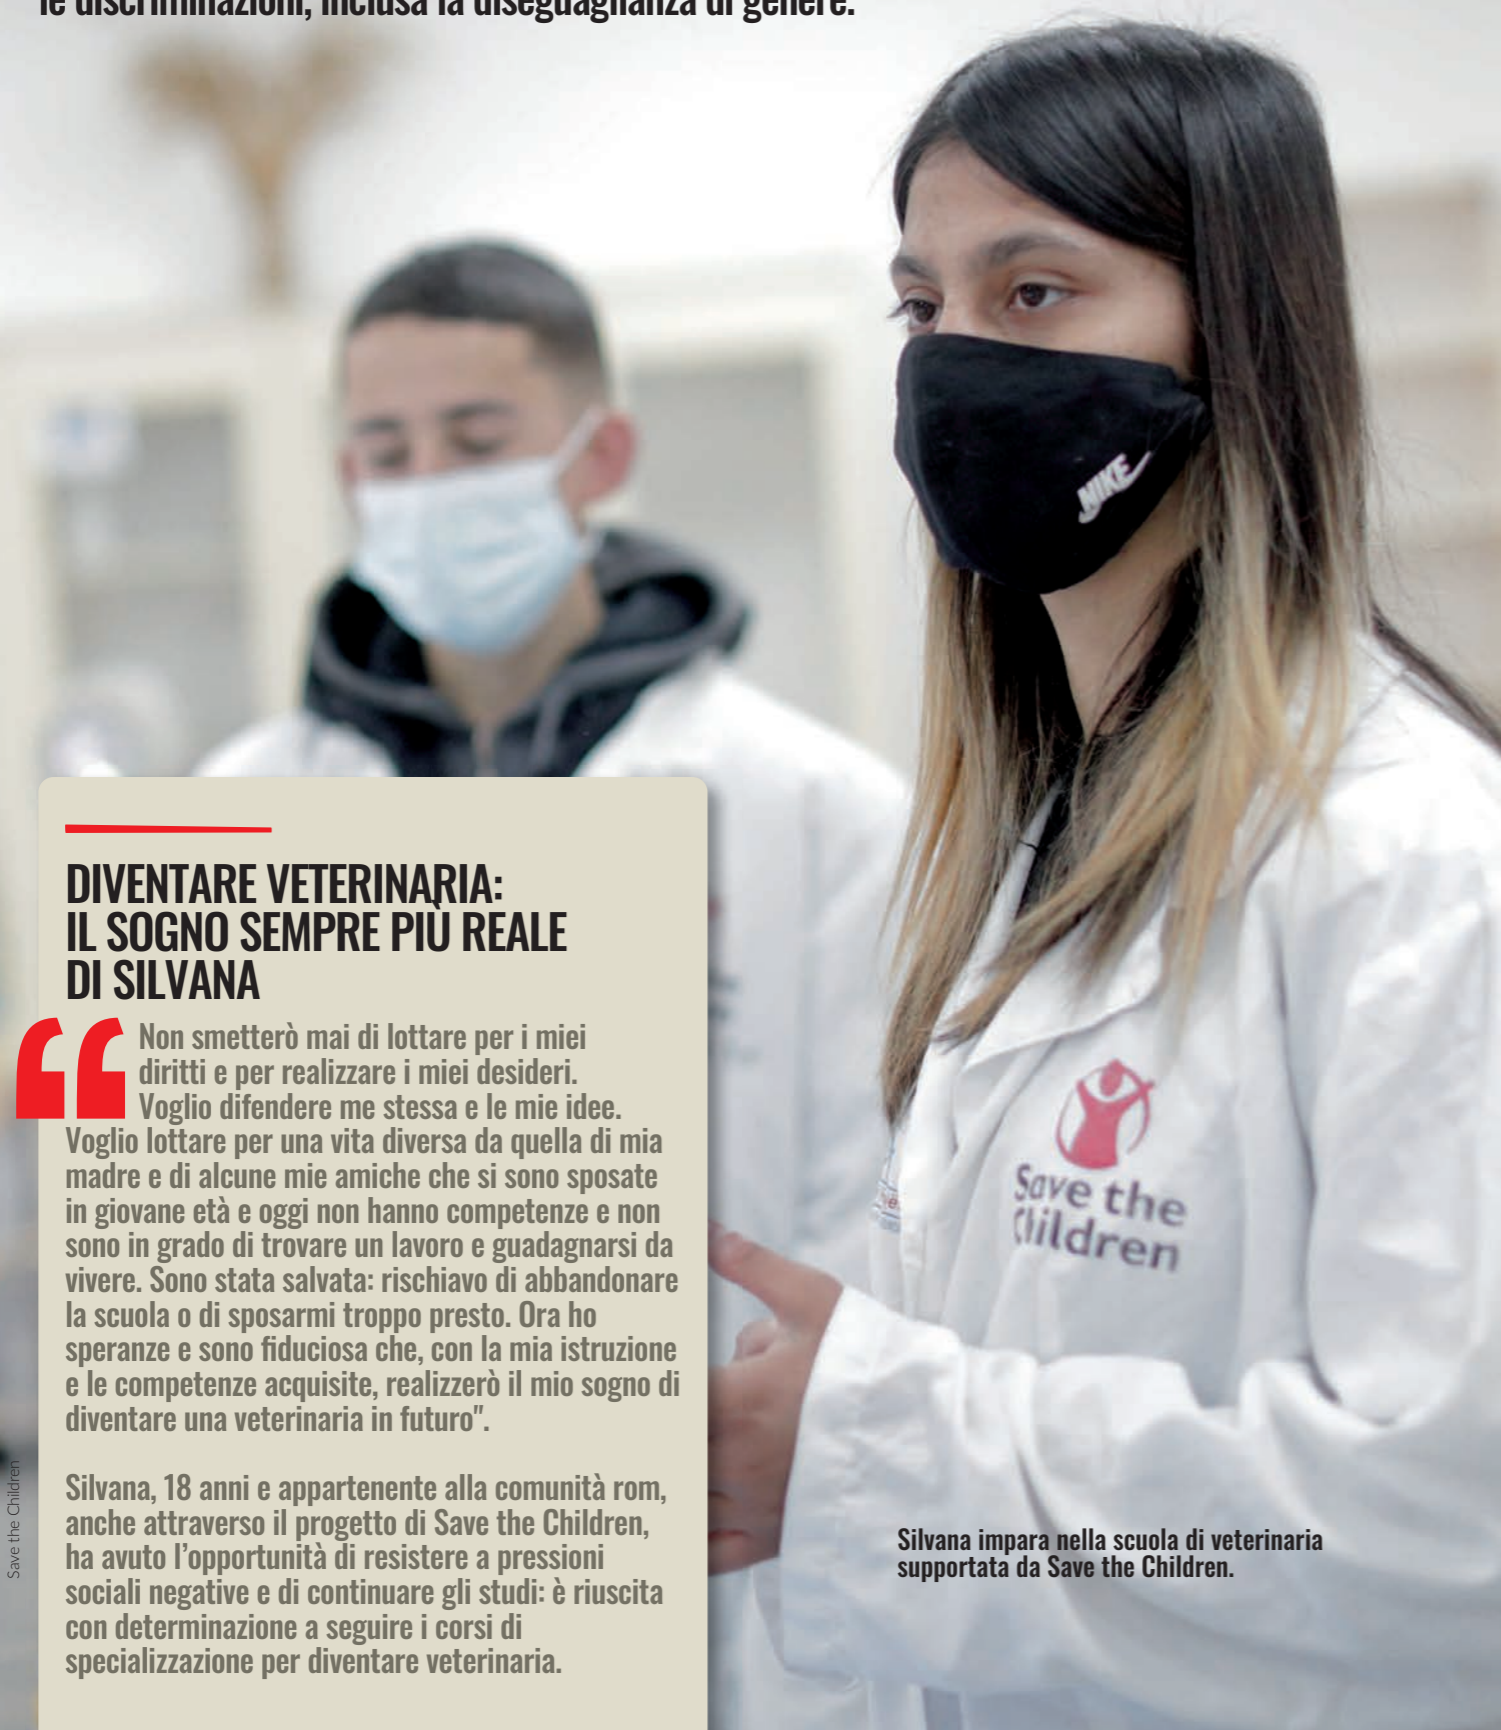 le discriminazioni, inclusa la diseguaglianza di genere.
NIKE
DIVENTARE VETERINARIA:
IL SOGNO SEMPRE PIÙ REALE
DI SILVANA
“Non smetterò mai di lottare per i miei
diritti e per realizzare i miei desideri.
Voglio difendere me stessa e le mie idee.
Voglio lottare per una vita diversa da quella di mia
madre e di alcune mie amiche che si sono sposate
in giovane età e oggi non hanno competenze e non
sono in grado di trovare un lavoro e guadagnarsi da
vivere. Sono stata salvata: rischiavo di abbandonare
la scuola o di sposarmi troppo presto. Ora ho
speranze e sono fiduciosa che, con la mia istruzione
e le competenze acquisite, realizzerò il mio sogno di
diventare una veterinaria in futuro".
Silvana, 18 anni e appartenente alla comunità rom,
anche attraverso il progetto di Save the Children,
ha avuto l’opportunità di resistere a pressioni
sociali negative e di continuare gli studi: è riuscita
con determinazione a seguire i corsi di
specializzazione per diventare veterinaria.
Save the
Children
Silvana impara nella scuola di veterinaria
supportata da Save the Children.
Save the Children